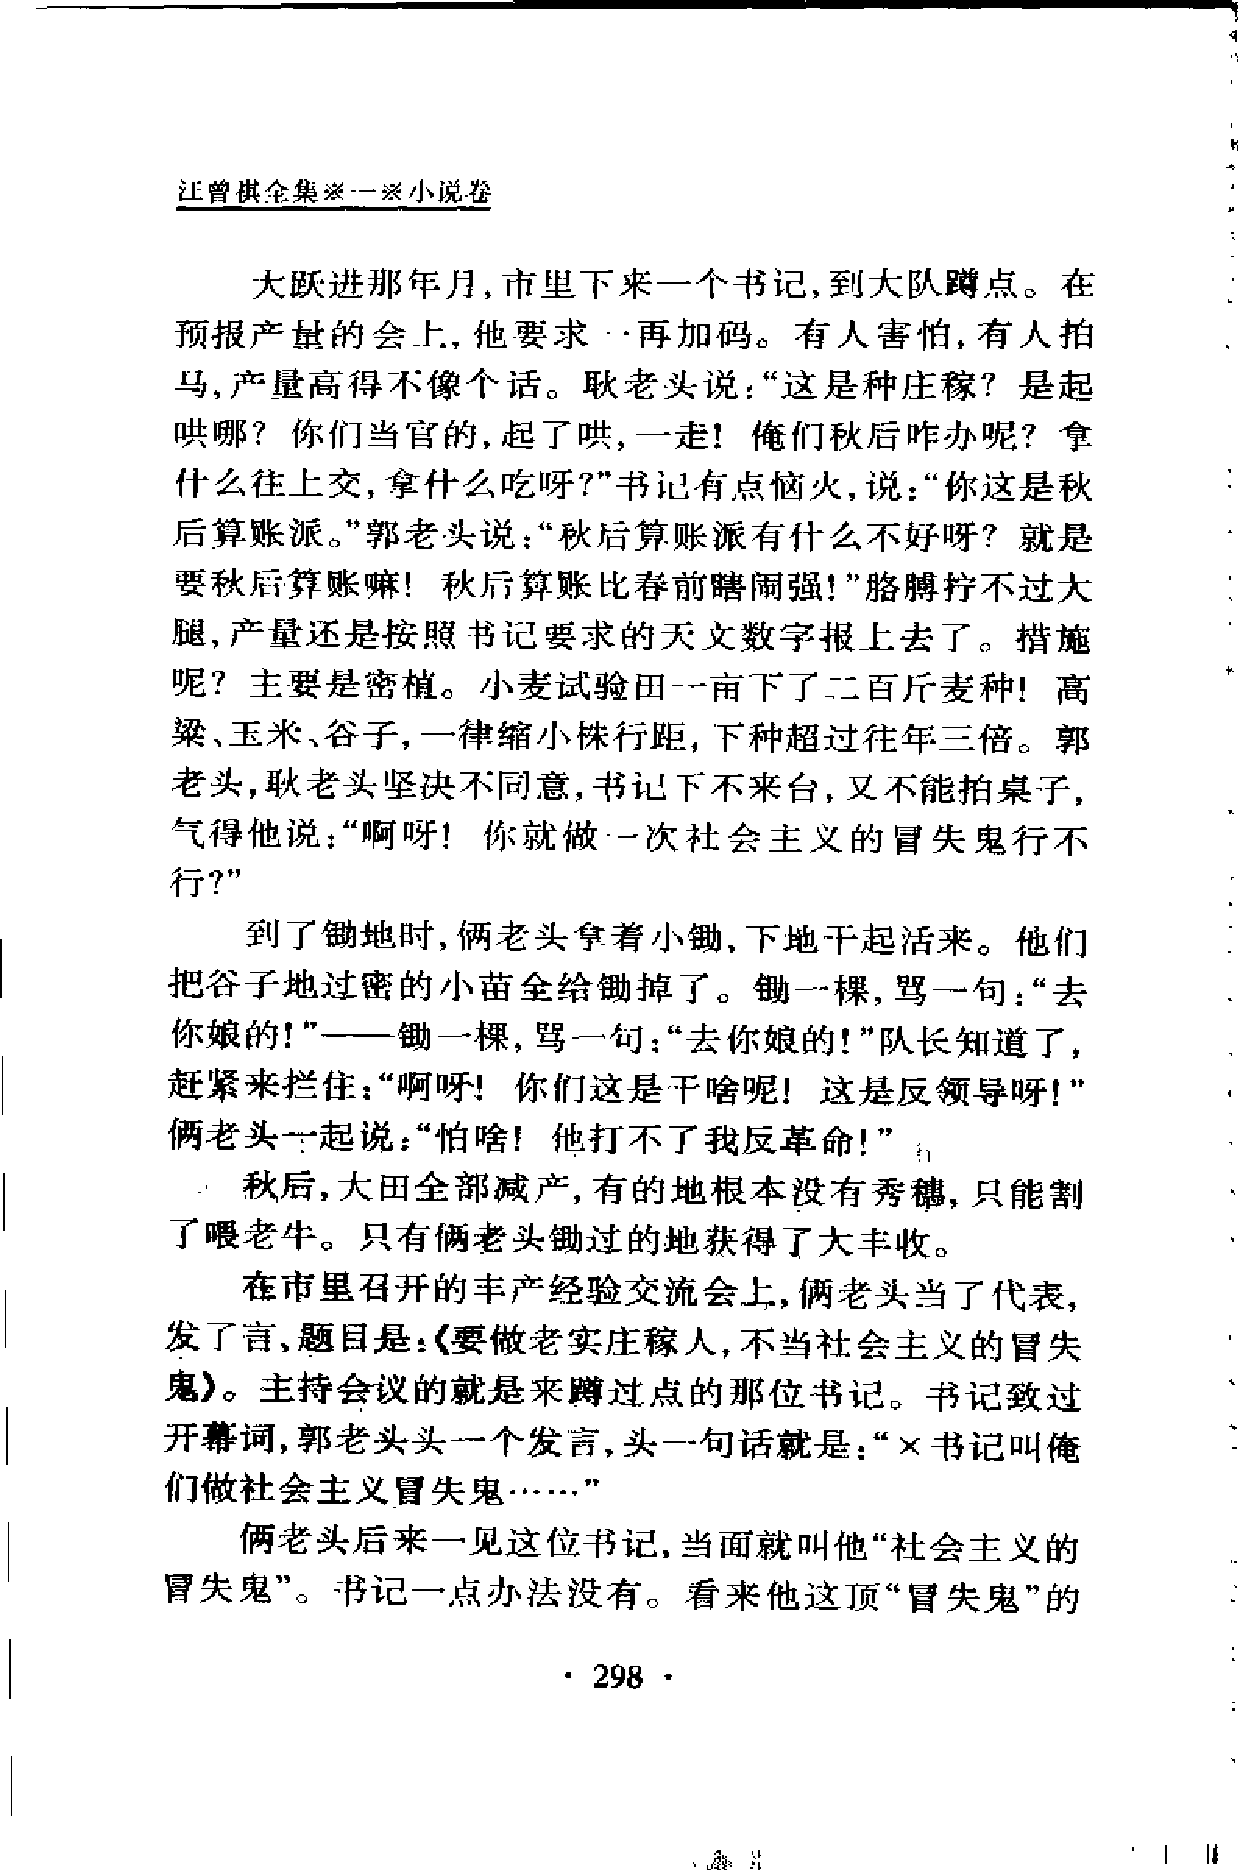 汪曾祺全集※一※小说卷
大跃进那年月,市里下来一个书记,到大队蹲点。在
预报产量的会上,他要求一再加码。有人害怕,有人拍
马,产量高得不像个话。耿老头说:“这是种庄稼?是起
哄哪?你们当官的,起了哄,一走!俺们秋后咋办呢?拿
什么往上交,拿什么吃呀?”书记有点恼火,说:“你这是秋
后算账派。”郭老头说:“秋后算账派有什么不好呀?就是
要秋后算账嘛!秋后算账比春前瞎闹强!”胳膊拧不过大
腿,产量还是按照书记要求的天文数字报上去了。措施
呢?主要是密植。小麦试验田一亩下了二百斤麦种!高
粱、玉米、谷子,一律缩小株行距,下种超过往年三倍。郭
老头,耿老头坚决不同意,书记下不来台,又不能拍桌子,
气得他说:“啊呀!你就做一次社会主义的冒失鬼行不
行?”
到了锄地时,俩老头拿着小锄,下地干起活来。他们
把谷子地过密的小苗全给锄掉了。锄一棵,骂一句:“去
你娘的!”——锄一棵,骂一句:“去你娘的!”队长知道了,
赶紧来拦住:“啊呀!你们这是干啥呢!这是反领导呀!”
俩老头一起说:“怕啥!他打不了我反革命!”
秋后,大田全部减产,有的地根本没有秀穗,只能割
了喂老牛。只有俩老头锄过的地获得了大丰收。
在市里召开的丰产经验交流会上,俩老头当了代表,
发了言、题目是:《要做老实庄稼人,不当社会主义的冒失
鬼》。主持会议的就是来蹲过点的那位书记。书记致过
开幕词,郭老头头一个发言,头一句话就是:“×书记叫俺
们做社会主义冒失鬼……”
俩老头后来一见这位书记,当面就叫他“社会主义的
冒失鬼”。书记一点办法没有。看来他这顶“冒失鬼”的
· 298 ·